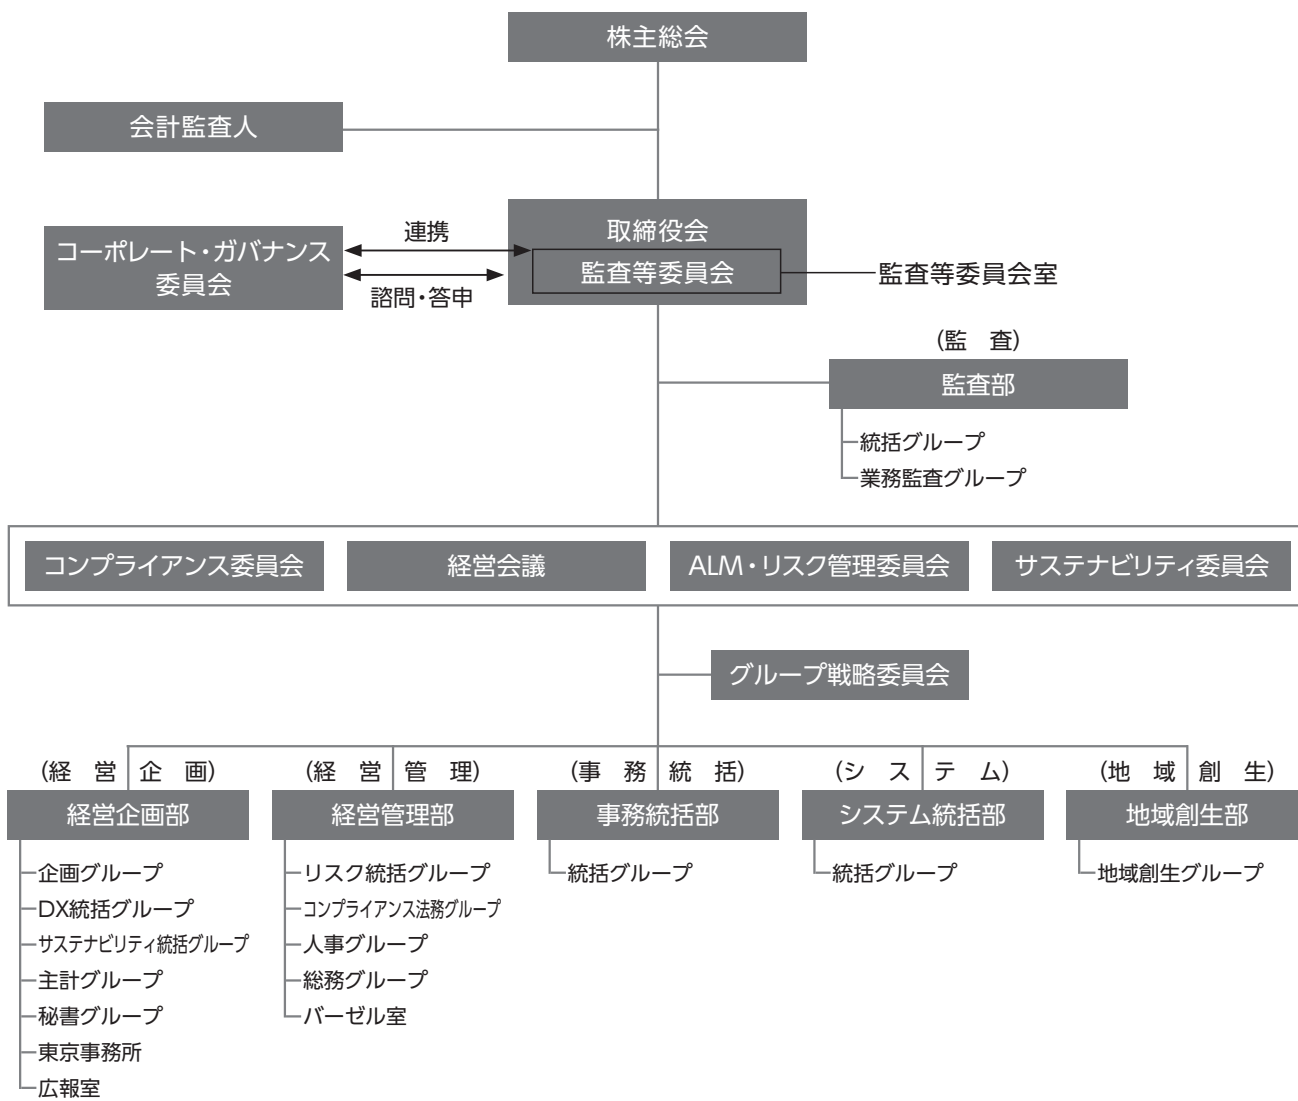 株主総会
会計監査人
コーポレート・ガバナンス
委員会
連携
諮問・答申
取締役会
監査等委員会
監査等委員会室
(監　査)
監査部
統括グループ
業務監査グループ
コンプライアンス委員会
経営会議
ALM・リスク管理委員会
サステナビリティ委員会
グループ戦略委員会
(経　営　企　画)
経営企画部
企画グループ
DX統括グループ
サステナビリティ統括グループ
主計グループ
秘書グループ
東京事務所
広報室
(経　営　管　理)
経営管理部
リスク統括グループ
コンプライアンス法務グループ
人事グループ
総務グループ
バーゼル室
(事　務　統　括)
事務統括部
統括グループ
(シ　ス　テ　ム)
システム統括部
統括グループ
(地　域　創　生)
地域創生部
地域創生グループ